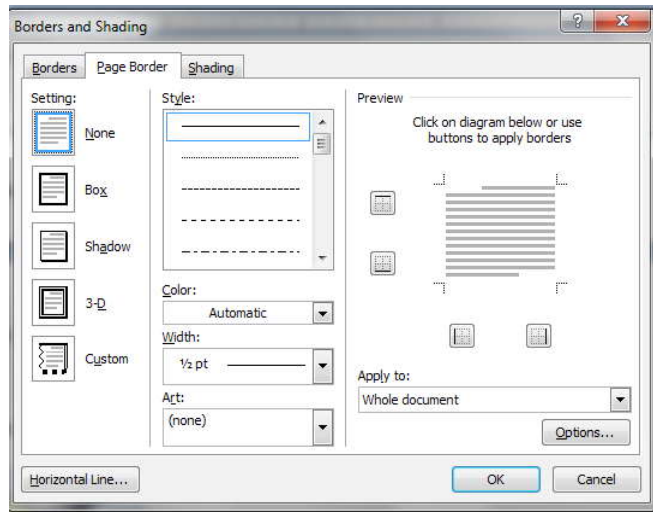 Borders and Shading
Borders
Page Border
Shading
Setting:
None
Box
Shadow
3-D
Custom
Style:
Color:
Automatic
Width:
½ pt
Art:
(none)
Preview
Click on diagram below or use
buttons to apply borders
Apply to:
Whole document
Options...
Horizontal Line...
OK
Cancel